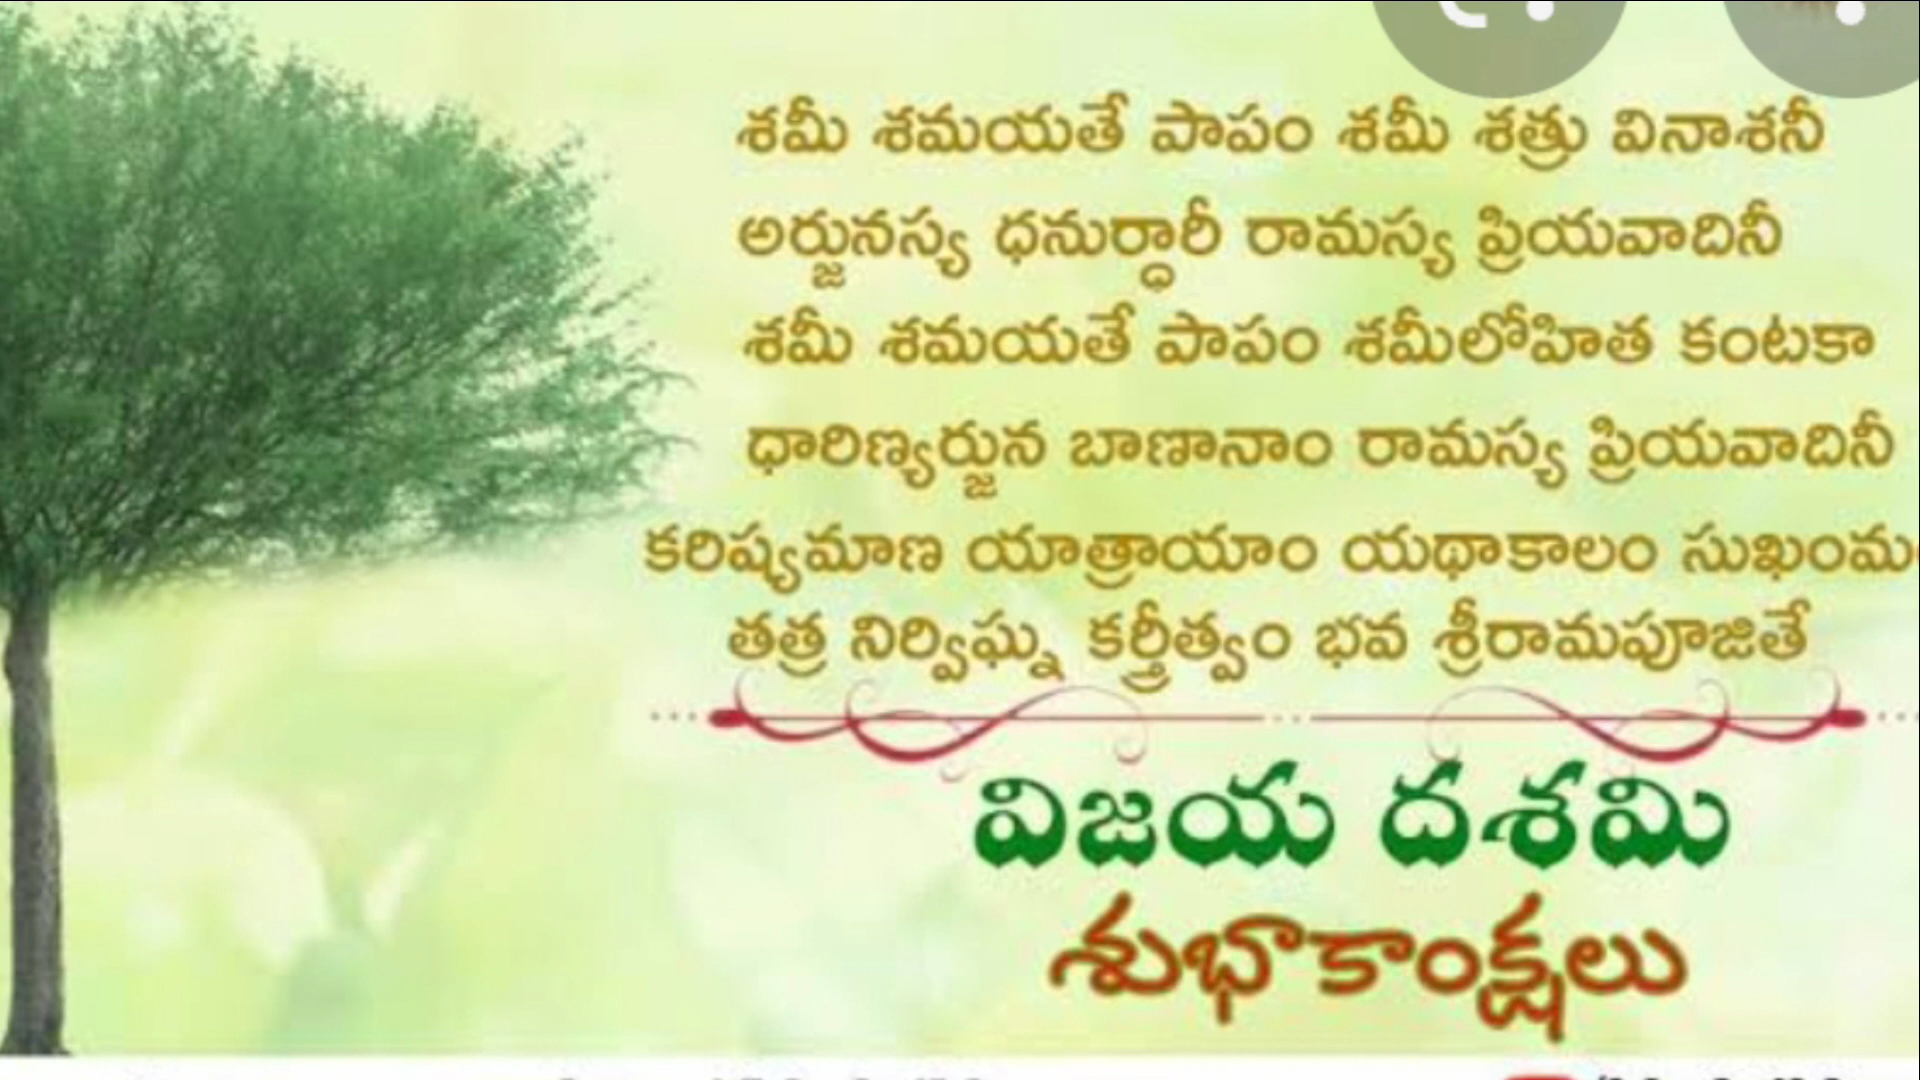 శమీ శమయతే పాపం శమీ శత్రు వినాశనీ
అర్జునస్య ధనుర్ధారీ రామస్య ప్రియవాదినీ
శమీ శమయతే పాపం శమీలోహిత కంటకా
ధారిణ్యర్జున బాణానాం రామస్య ప్రియవాదినీ
కరిష్యమాణ యాత్రాయాం యథాకాలం
తత్ర నిర్విఘ్న కర్త్రీత్వం భవ శ్రీరామపూజితే
విజయ దశమి
శుభాకాంక్షలు